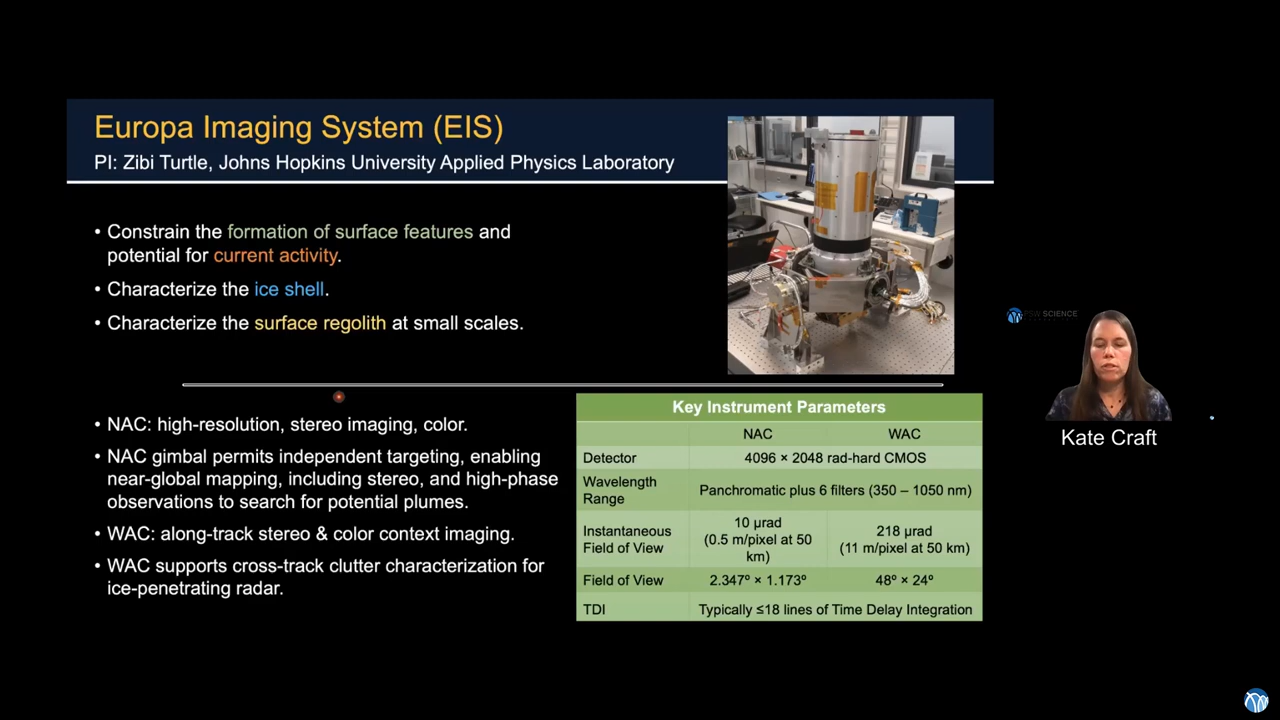 Europa Imaging System (EIS)
PI: Zibi Turtle, Johns Hopkins University Applied Physics Laboratory
• Constrain the formation of surface features and
potential for current activity.
• Characterize the ice shell.
• Characterize the surface regolith at small scales.
• NAC: high-resolution, stereo imaging, color.
• NAC gimbal permits independent targeting, enabling
near-global mapping, including stereo, and high-phase
observations to search for potential plumes.
• WAC: along-track stereo & color context imaging.
• WAC supports cross-track clutter characterization for
ice-penetrating radar.
Key Instrument Parameters
NAC WAC
Detector 4096 × 2048 rad-hard CMOS
Wavelength
Range
Panchromatic plus 6 filters (350 – 1050 nm)
Instantaneous
Field of View
10 µrad
(0.5 m/pixel at 50
km)
218 µrad
(11 m/pixel at 50 km)
Field of View 2.347º × 1.173º 48º × 24º
TDI Typically ≤18 lines of Time Delay Integration
PSW SCIENCE
Kate Craft